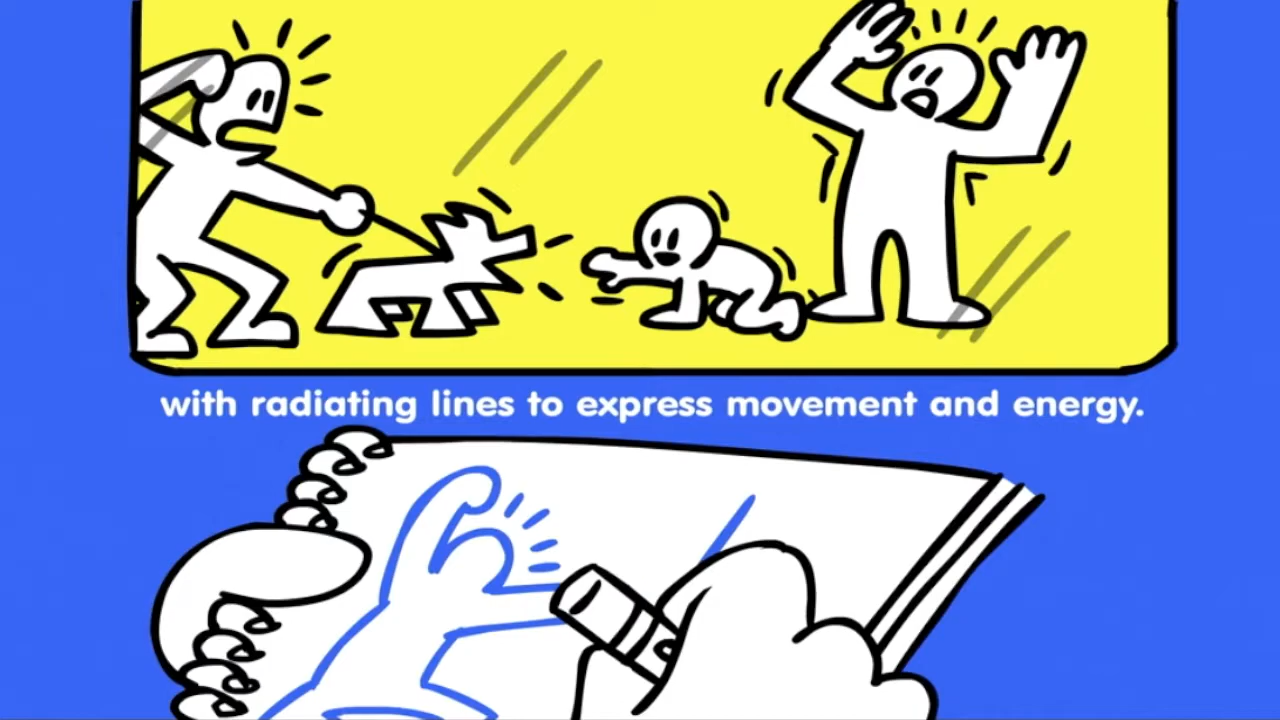 with radiating lines to express movement and energy.